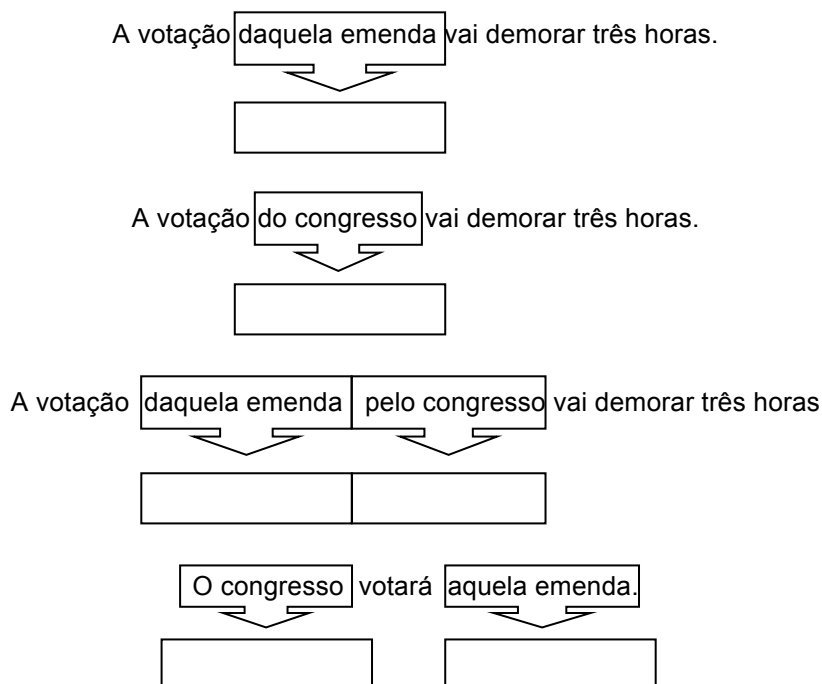 A votação daquela emenda vai demorar três horas.
A votação do congresso vai demorar três horas.
A votação daquela emenda pelo congresso vai demorar três horas
O congresso votará aquela emenda.